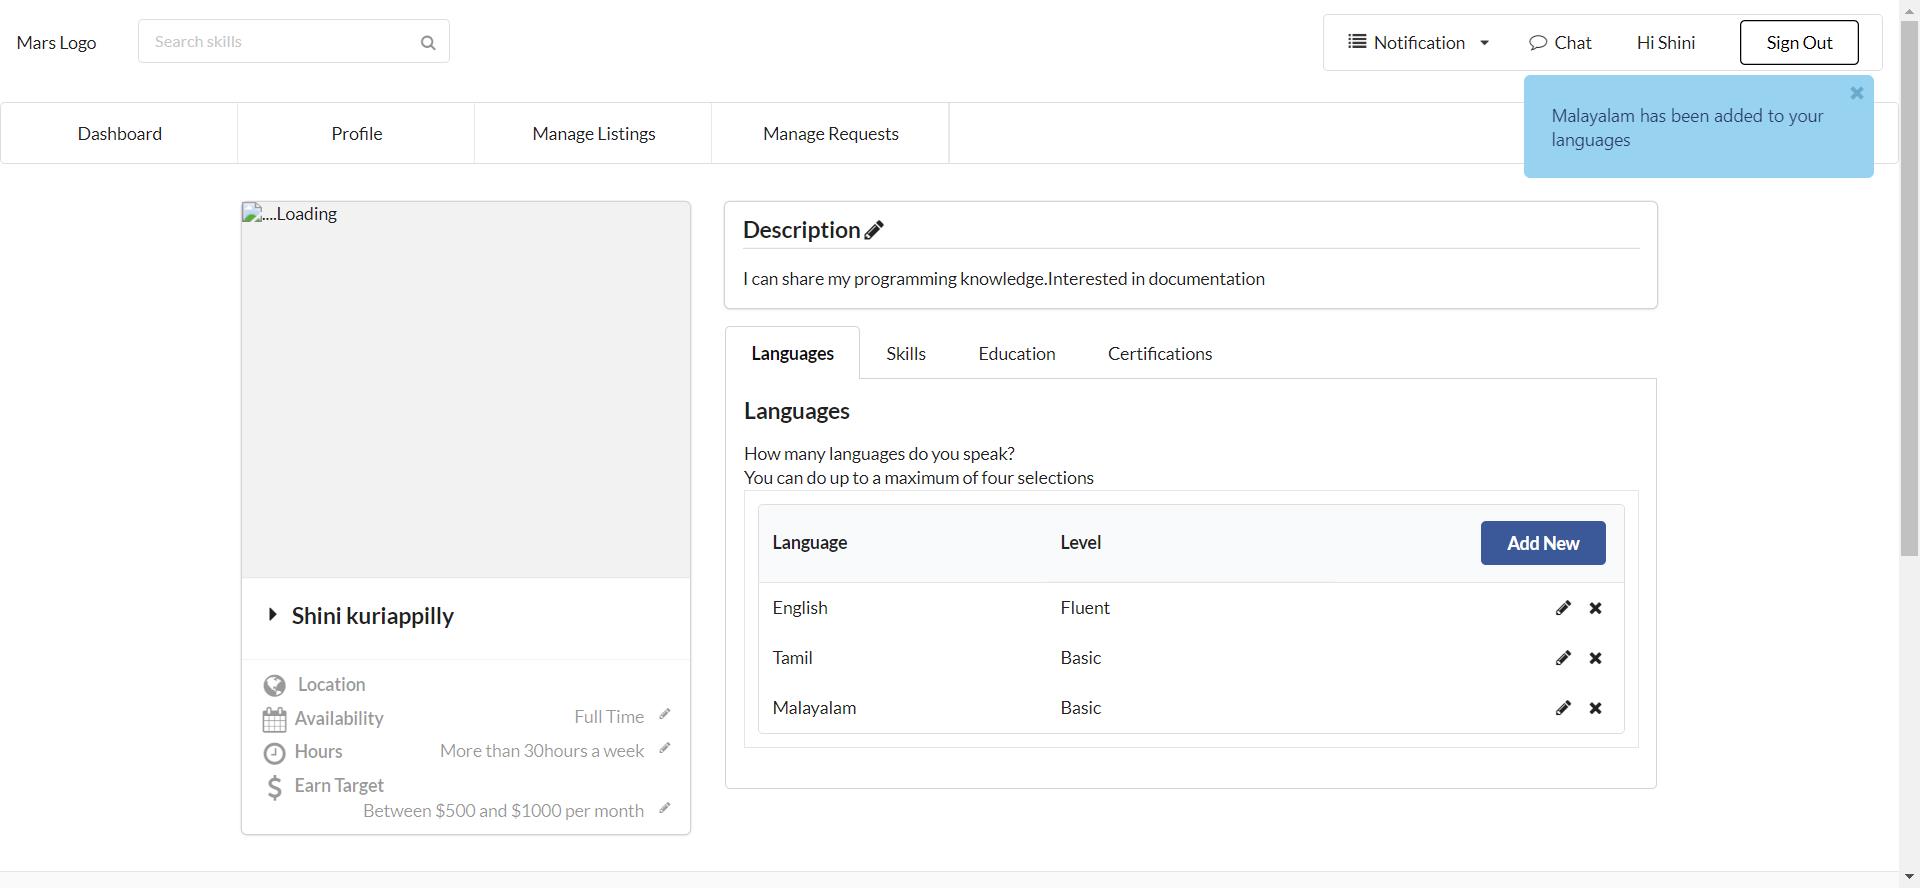 Mars Logo
Search skills
Notification
Chat
Hi Shini
Sign Out
Malayalam has been added to your
languages
Dashboard
Profile
Manage Listings
Manage Requests
....Loading
Shini kuriappilly
Location
Availability
Full Time
Hours
More than 30hours a week
Earn Target
Between $500 and $1000 per month
Description
I can share my programming knowledge.Interested in documentation
Languages
Skills
Education
Certifications
Languages
How many languages do you speak?
You can do up to a maximum of four selections
Language
Level
Add New
English
Fluent
Tamil
Basic
Malayalam
Basic